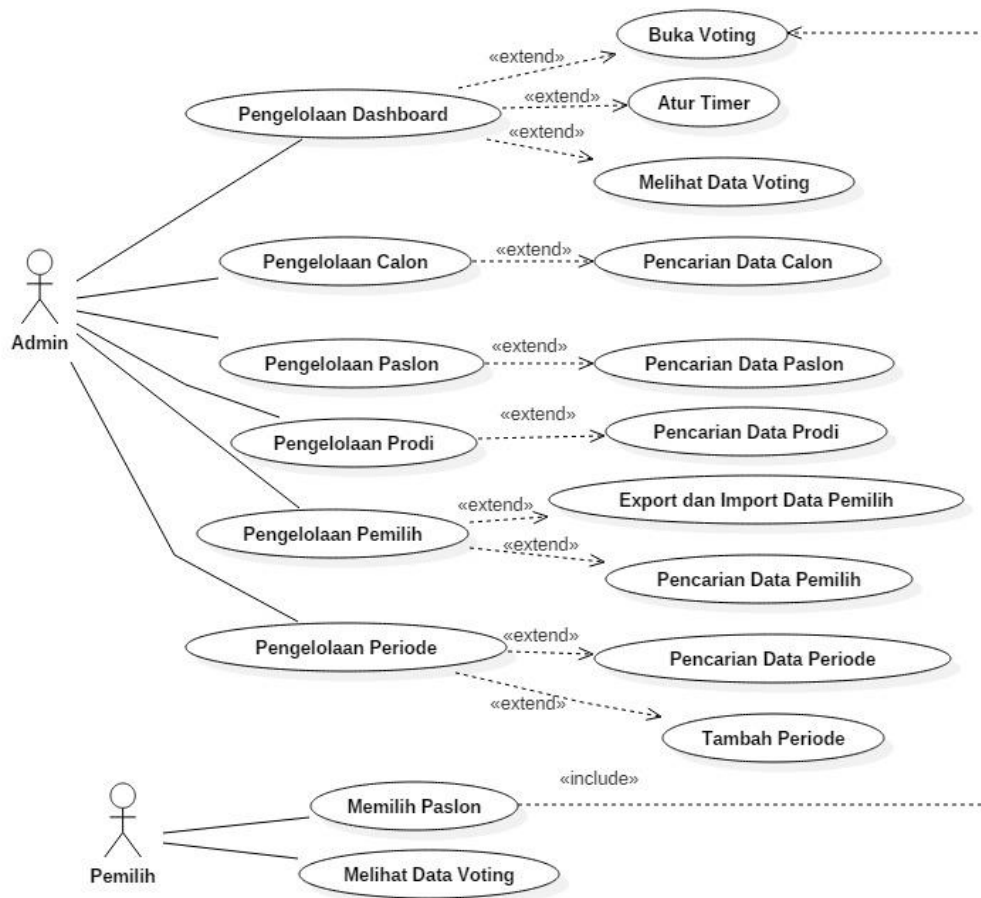 Buka Voting
«extend»
Pengelolaan Dashboard
«extend»
Atur Timer
«extend»
Melihat Data Voting
Pengelolaan Calon
«extend»
Pencarian Data Calon
Admin
Pengelolaan Paslon
«extend»
Pencarian Data Paslon
Pengelolaan Prodi
«extend»
Pencarian Data Prodi
Pengelolaan Pemilih
«extend»
Export dan Import Data Pemilih
«extend»
Pencarian Data Pemilih
Pengelolaan Periode
«extend»
Pencarian Data Periode
«extend»
Tambah Periode
«include»
Memilih Paslon
Pemilih
Melihat Data Voting